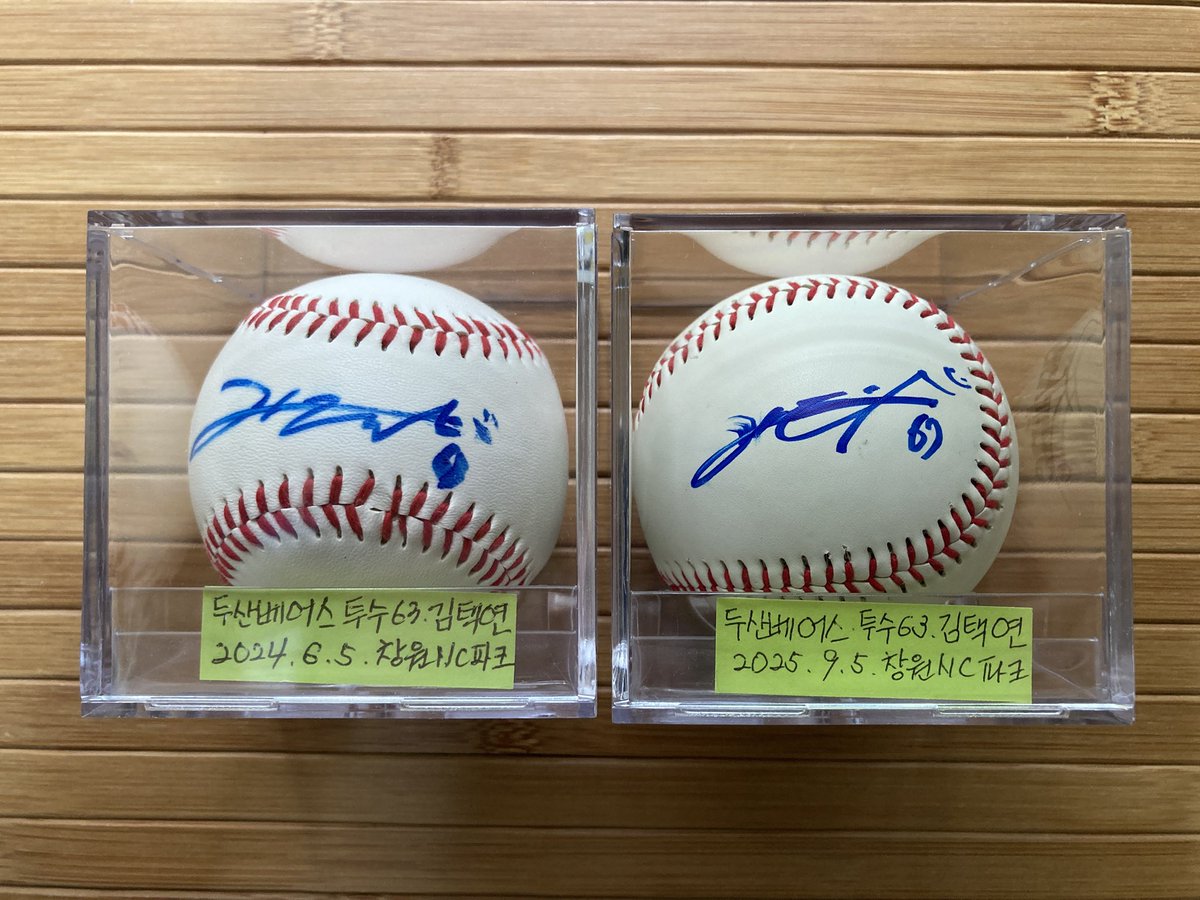 두산베어스 투수63.김택연
2024.6.5.창원NC파크
두산베어스.투수63.김택연
2025.9.5.창원NC파크